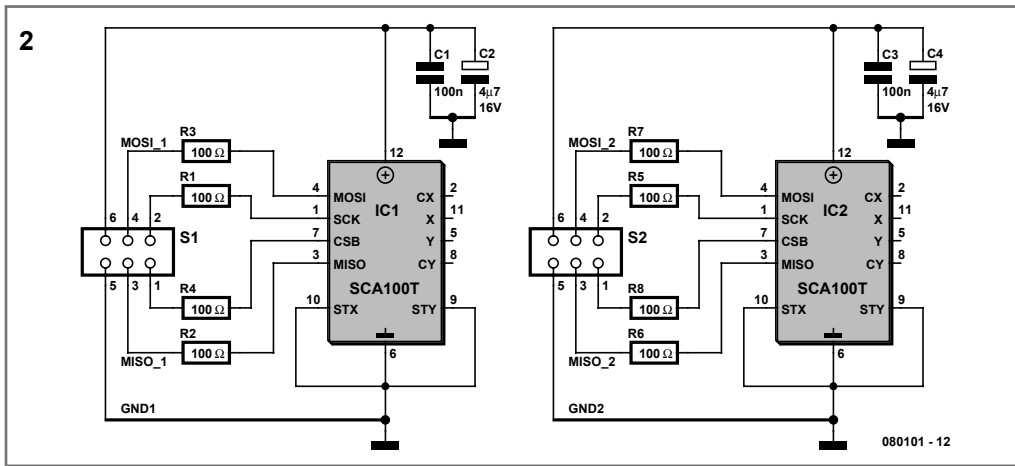 2
C1
100n
C2
4µ7
16V
MOSI_1
R3
100 Ω
R1
100 Ω
12
6 4 2
S1
5 3 1
R4
100 Ω
R2
100 Ω
MISO_1
4 MOSI CX 2
IC1
1 SCK X 11
7 CSB Y 5
3 MISO CY 8
SCA100T
10 STX STY 9
6
GND1
C3
100n
C4
4µ7
16V
MOSI_2
R7
100 Ω
R5
100 Ω
12
6 4 2
S2
5 3 1
R8
100 Ω
R6
100 Ω
MISO_2
4 MOSI CX 2
IC2
1 SCK X 11
7 CSB Y 5
3 MISO CY 8
SCA100T
10 STX STY 9
6
GND2
080101 - 12